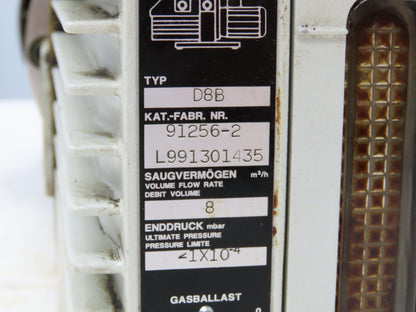 TYP
D8B
KAT.-FABR. NR.
91256-2
L991301435
SAUGVERMÖGEN m³/h
VOLUME FLOW RATE
DEBIT VOLUME
8
ENDDRUCK mbar
ULTIMATE PRESSURE
PRESSURE LIMITE
<1X10⁻⁴
GASBALLAST
0